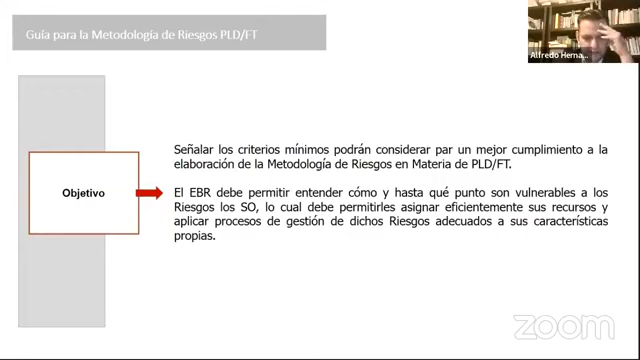 Guía para la Metodología de Riesgos PLD/FT
Alfredo Herna...
Señalar los criterios mínimos podrán considerar par un mejor cumplimiento a la
elaboración de la Metodología de Riesgos en Materia de PLD/FT.
Objetivo
El EBR debe permitir entender cómo y hasta qué punto son vulnerables a los
Riesgos los SO, lo cual debe permitirles asignar eficientemente sus recursos y
aplicar procesos de gestión de dichos Riesgos adecuados a sus características
propias.
zoom